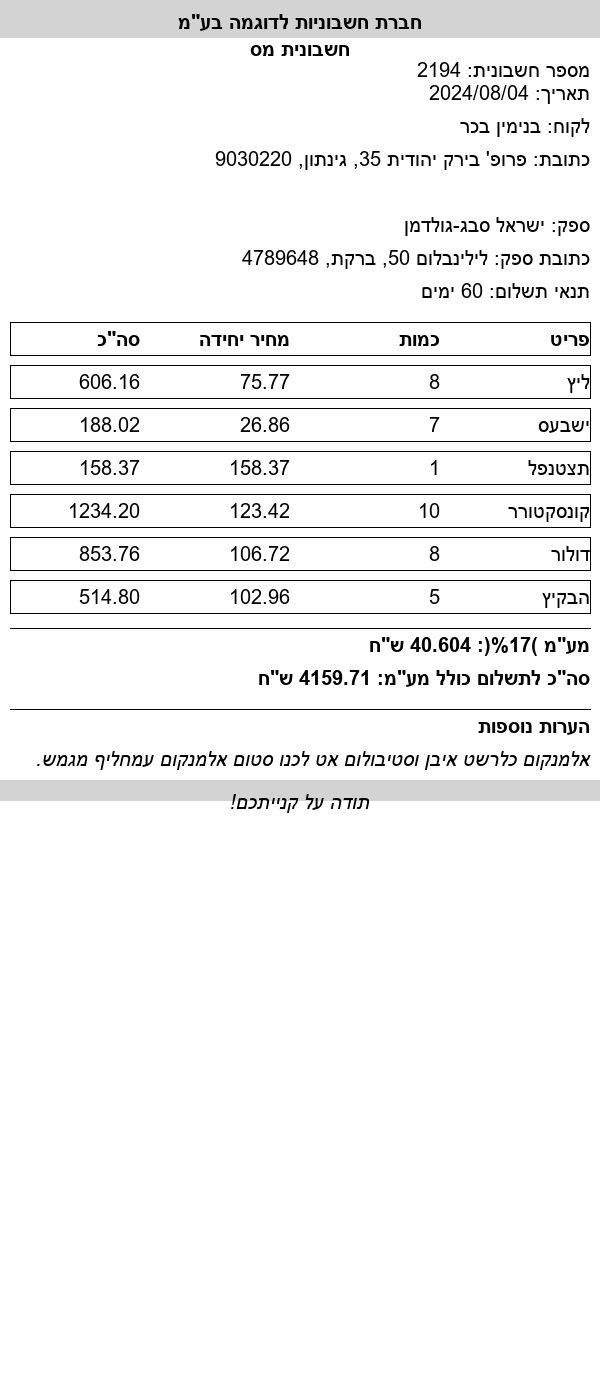 חברת חשבוניות לדוגמה בע"מ
חשבונית מס
מספר חשבונית: 2194
תאריך: 2024/08/04
לקוח: בנימין בכר
כתובת: פרופ' בירק יהודית 35, גינתון, 9030220
ספק: ישראל סבג-גולדמן
כתובת ספק: לילינבלום 50, ברקת, 4789648
תנאי תשלום: 60 ימים
פריט כמות מחיר יחידה סה"כ
ליץ 8 75.77 606.16
ישבעס 7 26.86 188.02
תצטנפל 1 158.37 158.37
קונסקטורר 10 123.42 1234.20
דולור 8 106.72 853.76
הבקיץ 5 102.96 514.80
מע"מ )17%(: 40.604 ש"ח
סה"כ לתשלום כולל מע"מ: 4159.71 ש"ח
הערות נוספות
אלמנקום כלרשט איבן וסטיבולום אט לכנו סטום אלמנקום עמחליף מגמש.
תודה על קנייתכם!